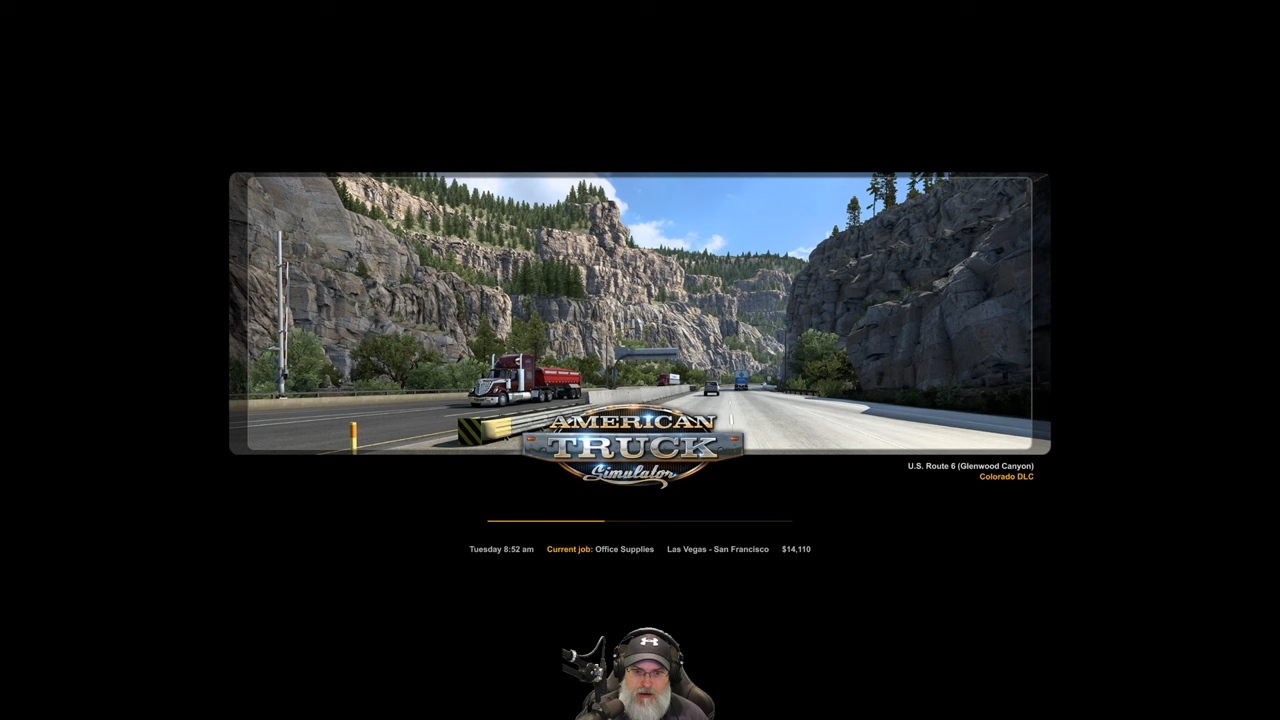 AMERICAN
TRUCK
Simulator
U.S. Route 6 (Glenwood Canyon)
Colorado DLC
Tuesday 8:52 am Current job: Office Supplies Las Vegas - San Francisco $14,110